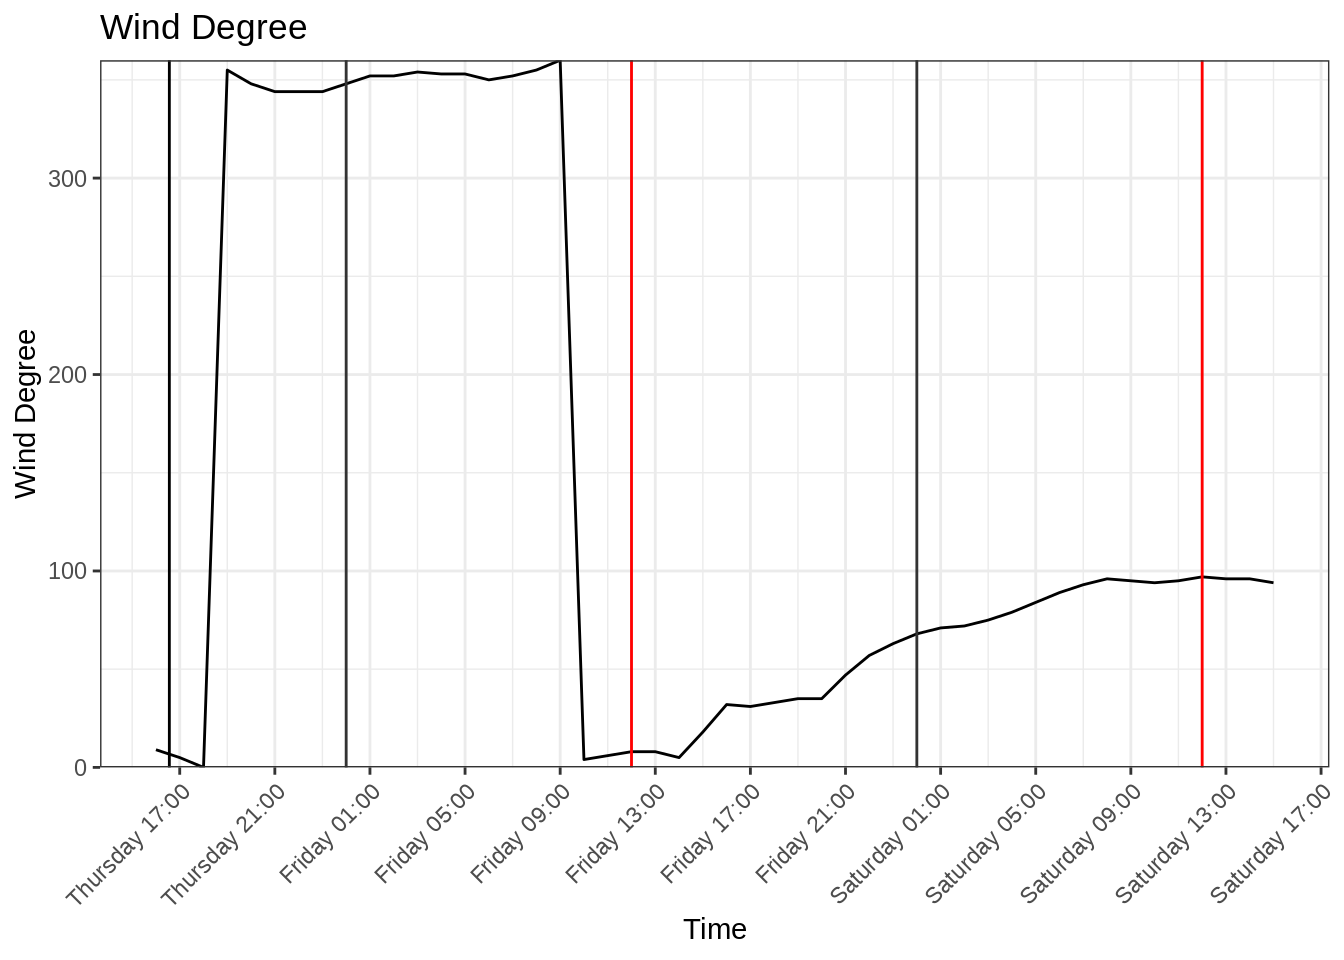 Wind Degree
Wind Degree
300
200
100
0
Thursday 17:00
Thursday 21:00
Friday 01:00
Friday 05:00
Friday 09:00
Friday 13:00
Friday 17:00
Friday 21:00
Saturday 01:00
Saturday 05:00
Saturday 09:00
Saturday 13:00
Saturday 17:00
Time